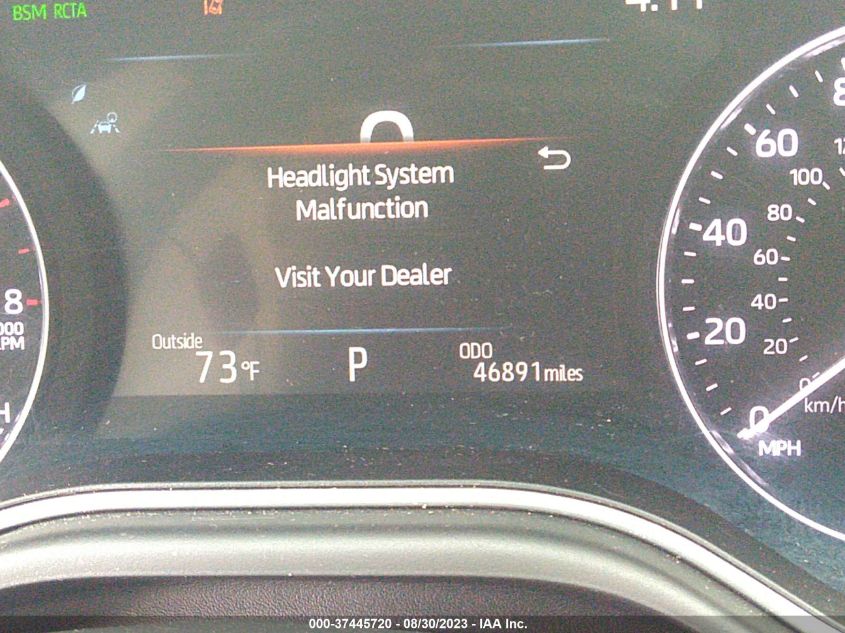 BSM RCTA
Headlight System
Malfunction
Visit Your Dealer
Outside
73°F
P
ODO
46891 miles
8
60
40
20
0
MPH
100
80
60
40
20
0
km/h
000-37445720 - 08/30/2023 - IAA Inc.